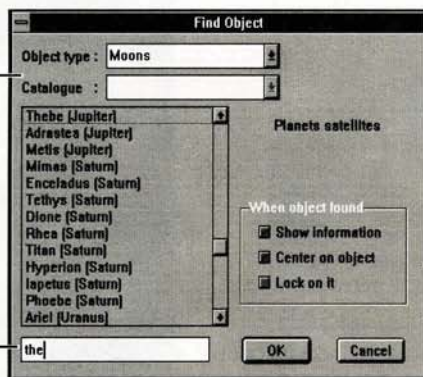 Find Object
Object type : Moons
Catalogue :
Thebe (Jupiter)
Adrastea (Jupiter)
Metis (Jupiter)
Mimas (Saturn)
Enceladus (Saturn)
Tethys (Saturn)
Dione (Saturn)
Rhea (Saturn)
Titan (Saturn)
Hyperion (Saturn)
Iapetus (Saturn)
Phoebe (Saturn)
Ariel (Uranus)
Planets satellites
When object found
Show information
Center on object
Lock on it
the
OK
Cancel